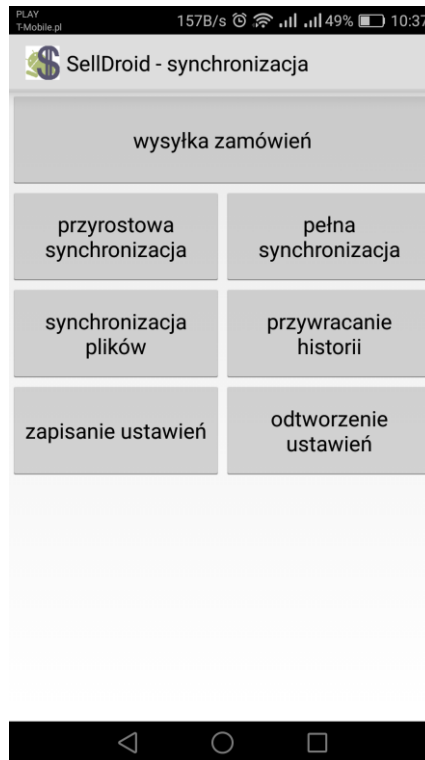 PLAY
T-Mobile.pl
157B/s 49% 10:37
SellDroid - synchronizacja
wysyłka zamówień
przyrostowa
synchronizacja
pełna
synchronizacja
synchronizacja
plików
przywracanie
historii
zapisanie ustawień
odtworzenie
ustawień